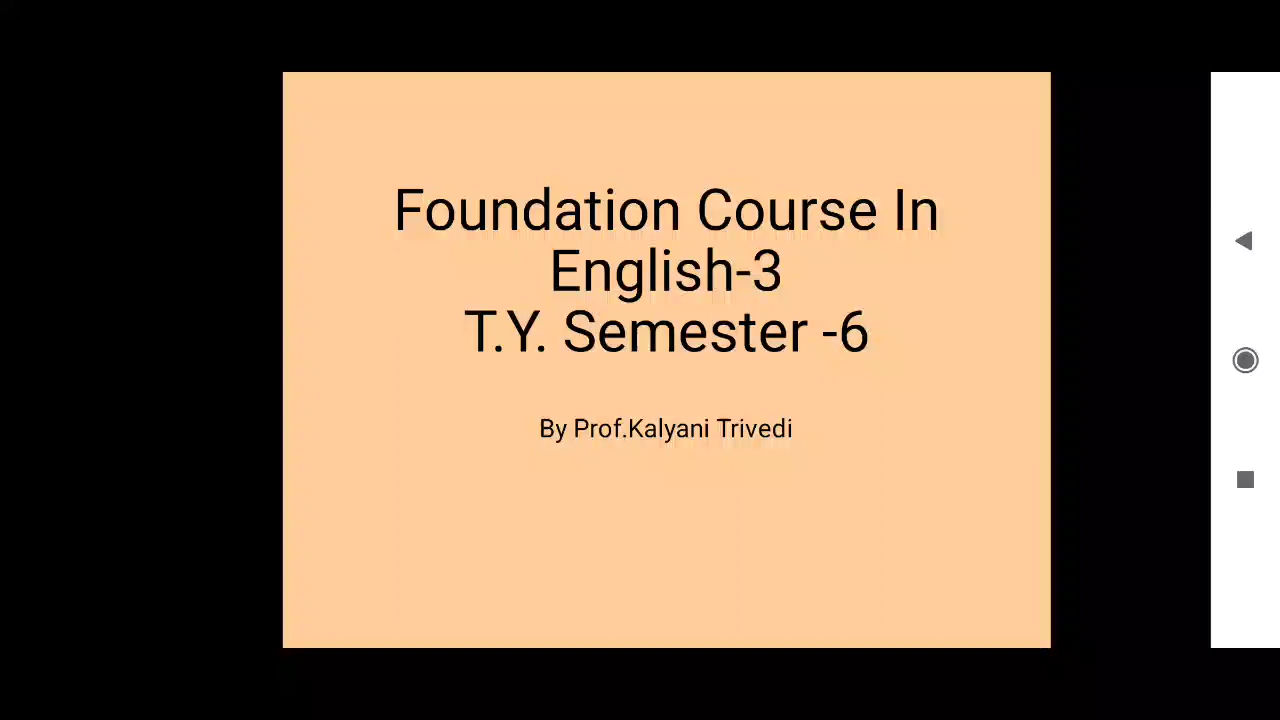 Foundation Course In
English-3
T.Y. Semester -6
By Prof.Kalyani Trivedi